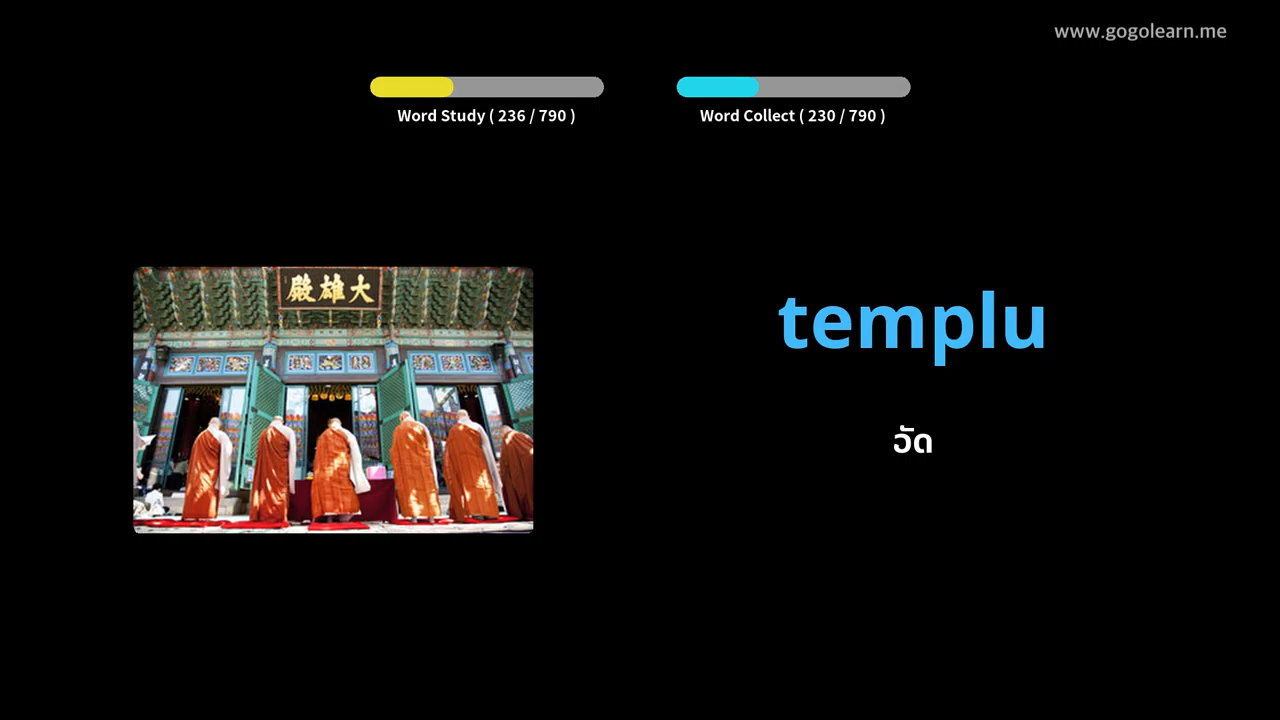 www.gogolearn.me
Word Study ( 236 / 790 )
Word Collect ( 230 / 790 )
殿雄大
templu
วัด